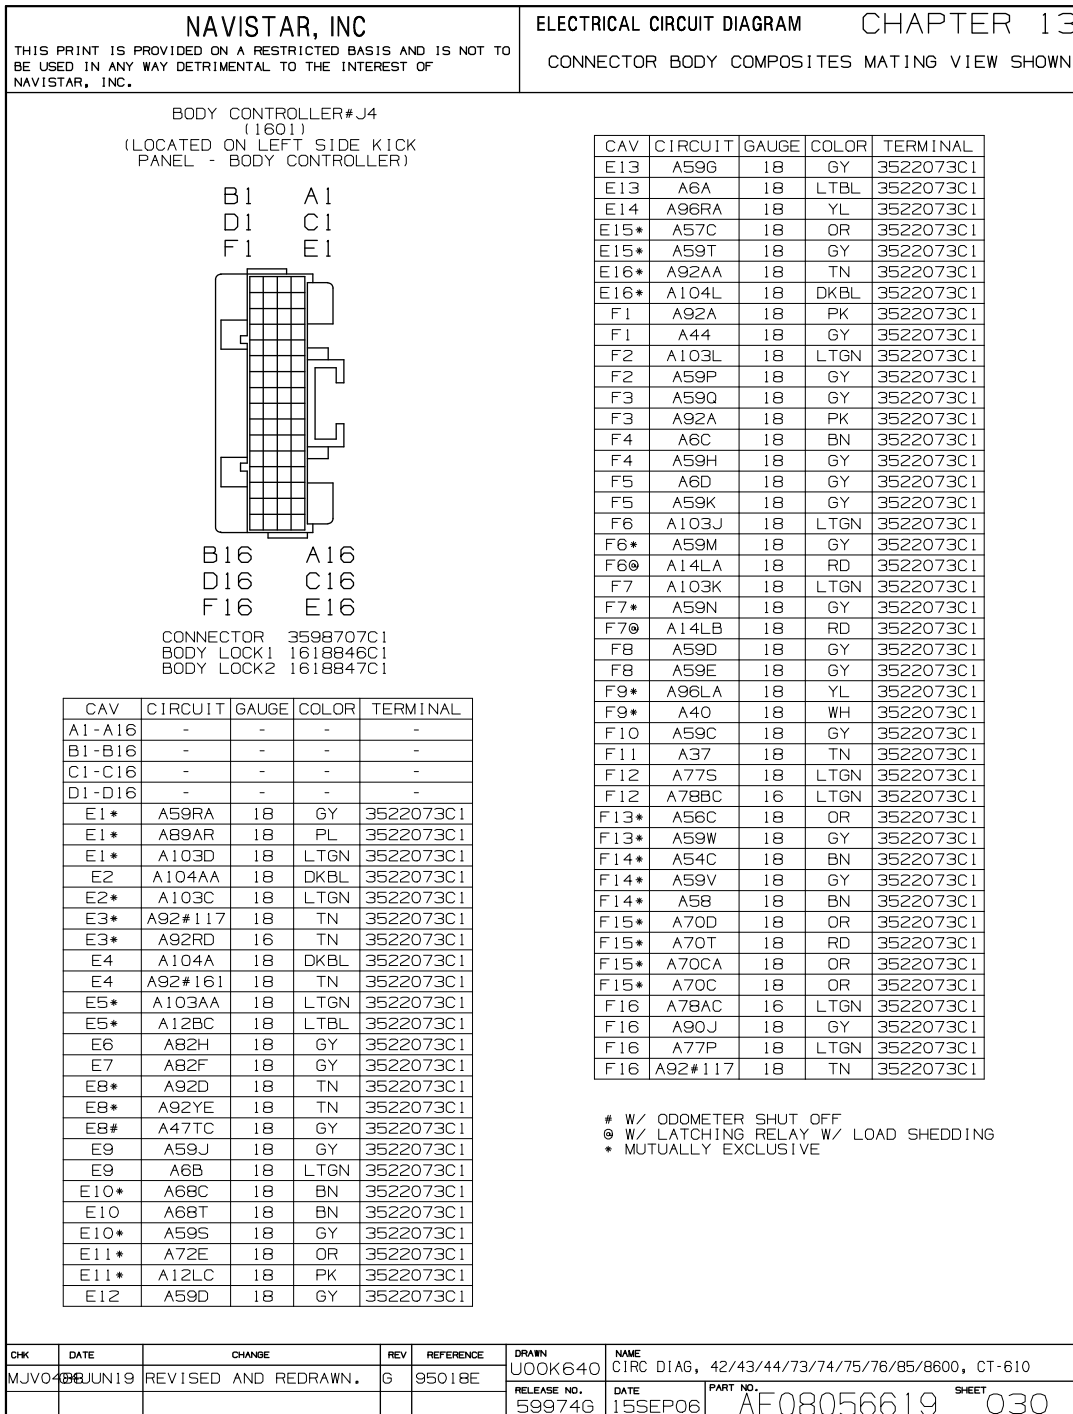 NAVISTAR, INC
THIS PRINT IS PROVIDED ON A RESTRICTED BASIS AND IS NOT TO
BE USED IN ANY WAY DETRIMENTAL TO THE INTEREST OF
NAVISTAR, INC.
ELECTRICAL CIRCUIT DIAGRAM CHAPTER 13
CONNECTOR BODY COMPOSITES MATING VIEW SHOWN
BODY CONTROLLER#J4
(1601)
(LOCATED ON LEFT SIDE KICK
PANEL - BODY CONTROLLER)
B1 A1
D1 C1
F1 E1
B16 A16
D16 C16
F16 E16
CONNECTOR 3598707C1
BODY LOCK1 1618846C1
BODY LOCK2 1618847C1
CAV CIRCUIT GAUGE COLOR TERMINAL
A1-A16 - - - -
B1-B16 - - - -
C1-C16 - - - -
D1-D16 - - - -
E1* A59RA 18 GY 3522073C1
E1* A89AR 18 PL 3522073C1
E1* A103D 18 LTGN 3522073C1
E2 A104AA 18 DKBL 3522073C1
E2* A103C 18 LTGN 3522073C1
E3* A92#117 18 TN 3522073C1
E3* A92RD 16 TN 3522073C1
E4 A104A 18 DKBL 3522073C1
E4 A92#161 18 TN 3522073C1
E5* A103AA 18 LTGN 3522073C1
E5* A12BC 18 LTBL 3522073C1
E6 A82H 18 GY 3522073C1
E7 A82F 18 GY 3522073C1
E8* A92D 18 TN 3522073C1
E8* A92YE 18 TN 3522073C1
E8# A47TC 18 GY 3522073C1
E9 A59J 18 GY 3522073C1
E9 A6B 18 LTGN 3522073C1
E10* A68C 18 BN 3522073C1
E10 A68T 18 BN 3522073C1
E10* A59S 18 GY 3522073C1
E11* A72E 18 OR 3522073C1
E11* A12LC 18 PK 3522073C1
E12 A59D 18 GY 3522073C1
CAV CIRCUIT GAUGE COLOR TERMINAL
E13 A59G 18 GY 3522073C1
E13 A6A 18 LTBL 3522073C1
E14 A96RA 18 YL 3522073C1
E15* A57C 18 OR 3522073C1
E15* A59T 18 GY 3522073C1
E16* A92AA 18 TN 3522073C1
E16* A104L 18 DKBL 3522073C1
F1 A92A 18 PK 3522073C1
F1 A44 18 GY 3522073C1
F2 A103L 18 LTGN 3522073C1
F2 A59P 18 GY 3522073C1
F3 A59Q 18 GY 3522073C1
F3 A92A 18 PK 3522073C1
F4 A6C 18 BN 3522073C1
F4 A59H 18 GY 3522073C1
F5 A6D 18 GY 3522073C1
F5 A59K 18 GY 3522073C1
F6 A103J 18 LTGN 3522073C1
F6* A59M 18 GY 3522073C1
F6@ A14LA 18 RD 3522073C1
F7 A103K 18 LTGN 3522073C1
F7* A59N 18 GY 3522073C1
F7@ A14LB 18 RD 3522073C1
F8 A59D 18 GY 3522073C1
F8 A59E 18 GY 3522073C1
F9* A96LA 18 YL 3522073C1
F9* A40 18 WH 3522073C1
F10 A59C 18 GY 3522073C1
F11 A37 18 TN 3522073C1
F12 A77S 18 LTGN 3522073C1
F12 A78BC 16 LTGN 3522073C1
F13* A56C 18 OR 3522073C1
F13* A59W 18 GY 3522073C1
F14* A54C 18 BN 3522073C1
F14* A59V 18 GY 3522073C1
F14* A58 18 BN 3522073C1
F15* A70D 18 OR 3522073C1
F15* A70T 18 RD 3522073C1
F15* A70CA 18 OR 3522073C1
F15* A70C 18 OR 3522073C1
F16 A78AC 16 LTGN 3522073C1
F16 A90J 18 GY 3522073C1
F16 A77P 18 LTGN 3522073C1
F16 A92#117 18 TN 3522073C1
# W/ ODOMETER SHUT OFF
@ W/ LATCHING RELAY W/ LOAD SHEDDING
* MUTUALLY EXCLUSIVE
CHK DATE CHANGE REV REFERENCE
REVISED AND REDRAWN. G 95018E
DRAWN U00K640
NAME CIRC DIAG, 42/43/44/73/74/75/76/85/8600, CT-610
RELEASE NO. 59974G
DATE 15SEP06
PART NO. AF08056619
SHEET 030